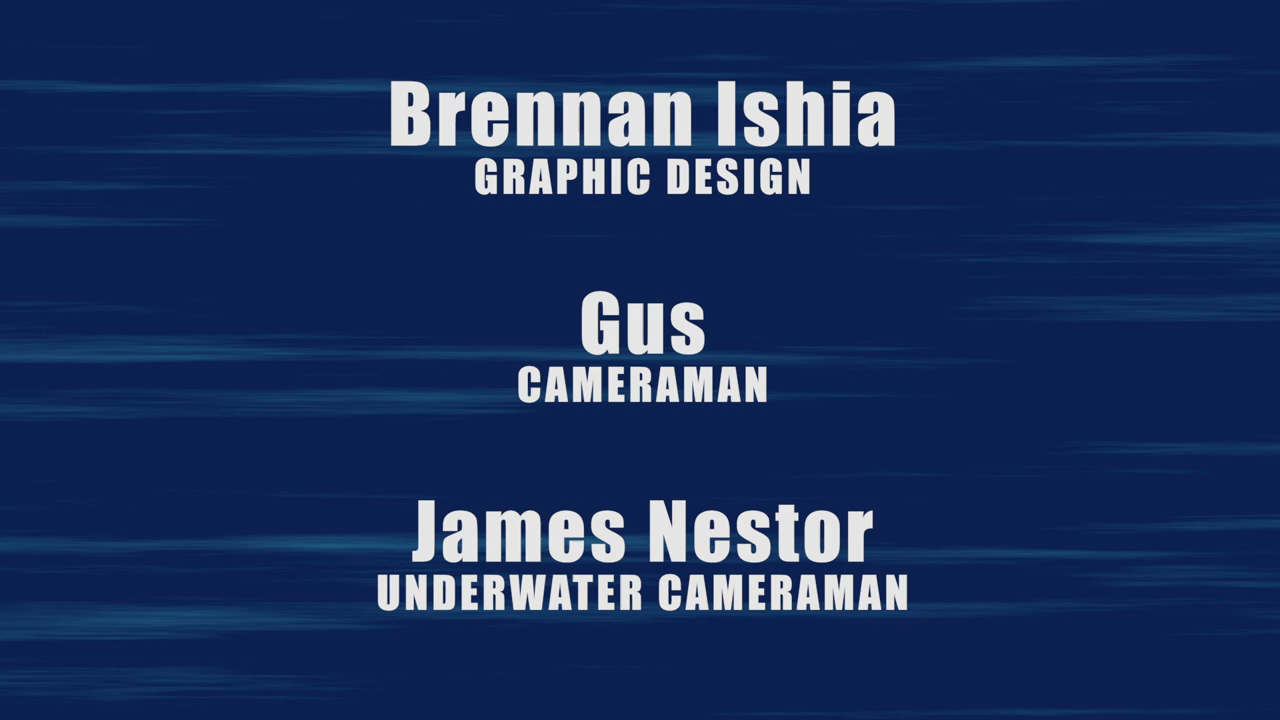 Brennan Ishia
GRAPHIC DESIGN
Gus
CAMERAMAN
James Nestor
UNDERWATER CAMERAMAN